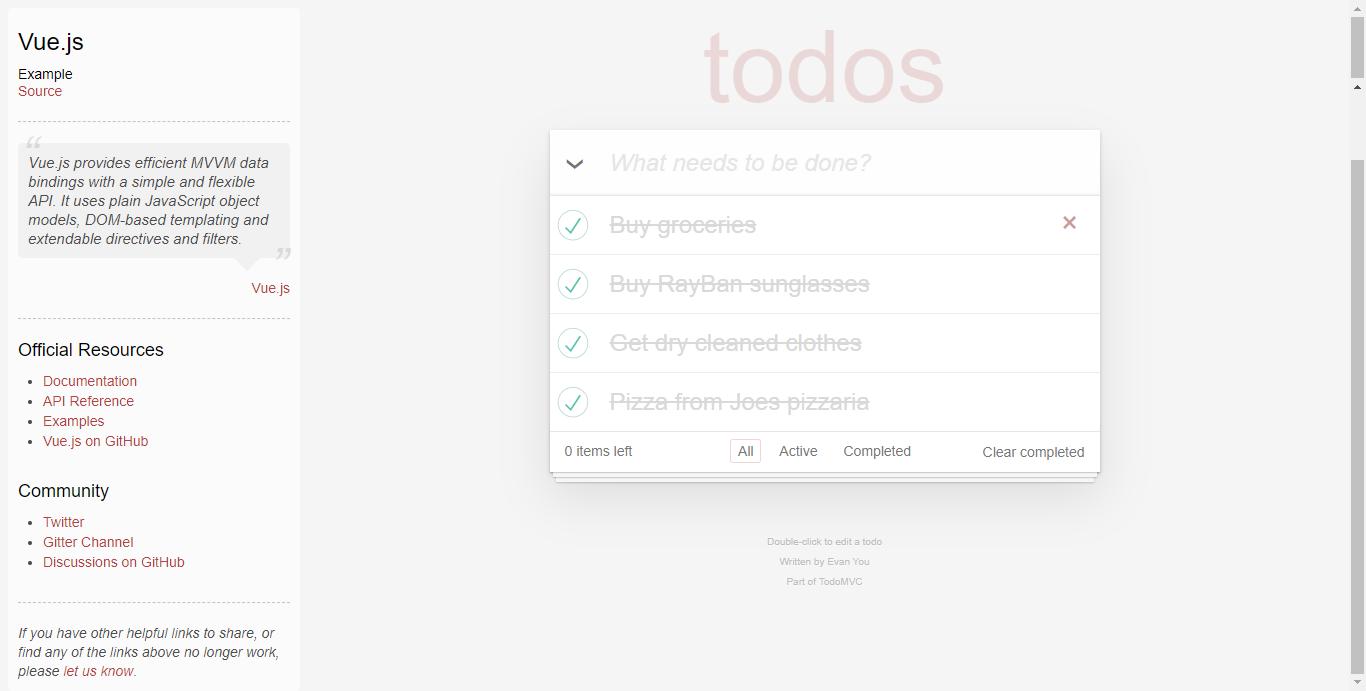 Vue.js
Example
Source
“
Vue.js provides efficient MVVM data
bindings with a simple and flexible
API. It uses plain JavaScript object
models, DOM-based templating and
extendable directives and filters.
”
Vue.js
Official Resources
Documentation
API Reference
Examples
Vue.js on GitHub
Community
Twitter
Gitter Channel
Discussions on GitHub
If you have other helpful links to share, or
find any of the links above no longer work,
please let us know.
todos
What needs to be done?
Buy groceries
Buy RayBan sunglasses
Get dry cleaned clothes
Pizza from Joes pizzaria
0 items left All Active Completed Clear completed
Double-click to edit a todo
Written by Evan You
Part of TodoMVC